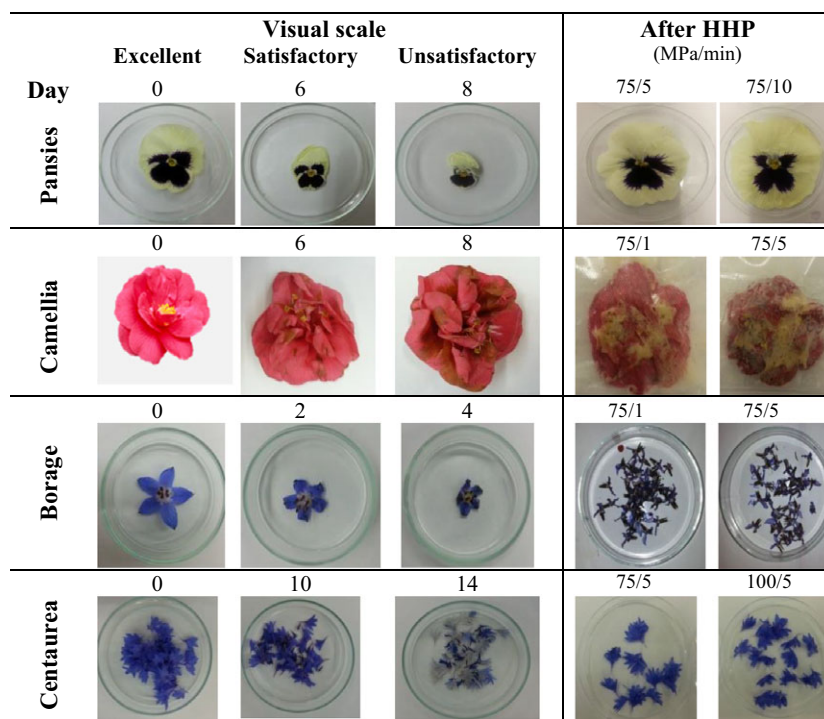 Visual scale After HHP
Excellent Satisfactory Unsatisfactory (MPa/min)
Day 0 6 8 75/5 75/10
Pansies
0 6 8 75/1 75/5
Camellia
0 2 4 75/1 75/5
Borage
0 10 14 75/5 100/5
Centaurea